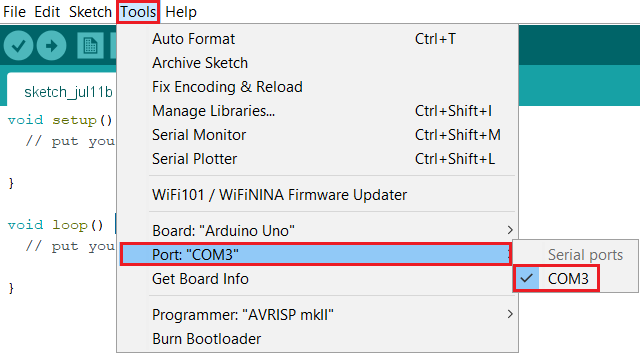 File Edit Sketch Tools Help
Auto Format Ctrl+T
Archive Sketch
Fix Encoding & Reload
Manage Libraries... Ctrl+Shift+I
Serial Monitor Ctrl+Shift+M
Serial Plotter Ctrl+Shift+L
WiFi101 / WiFiNINA Firmware Updater
Board: "Arduino Uno"
Port: "COM3"
Get Board Info
Programmer: "AVRISP mkII"
Burn Bootloader
Serial ports
COM3
sketch_jul11b
void setup()
// put you
}
void loop()
// put you
}